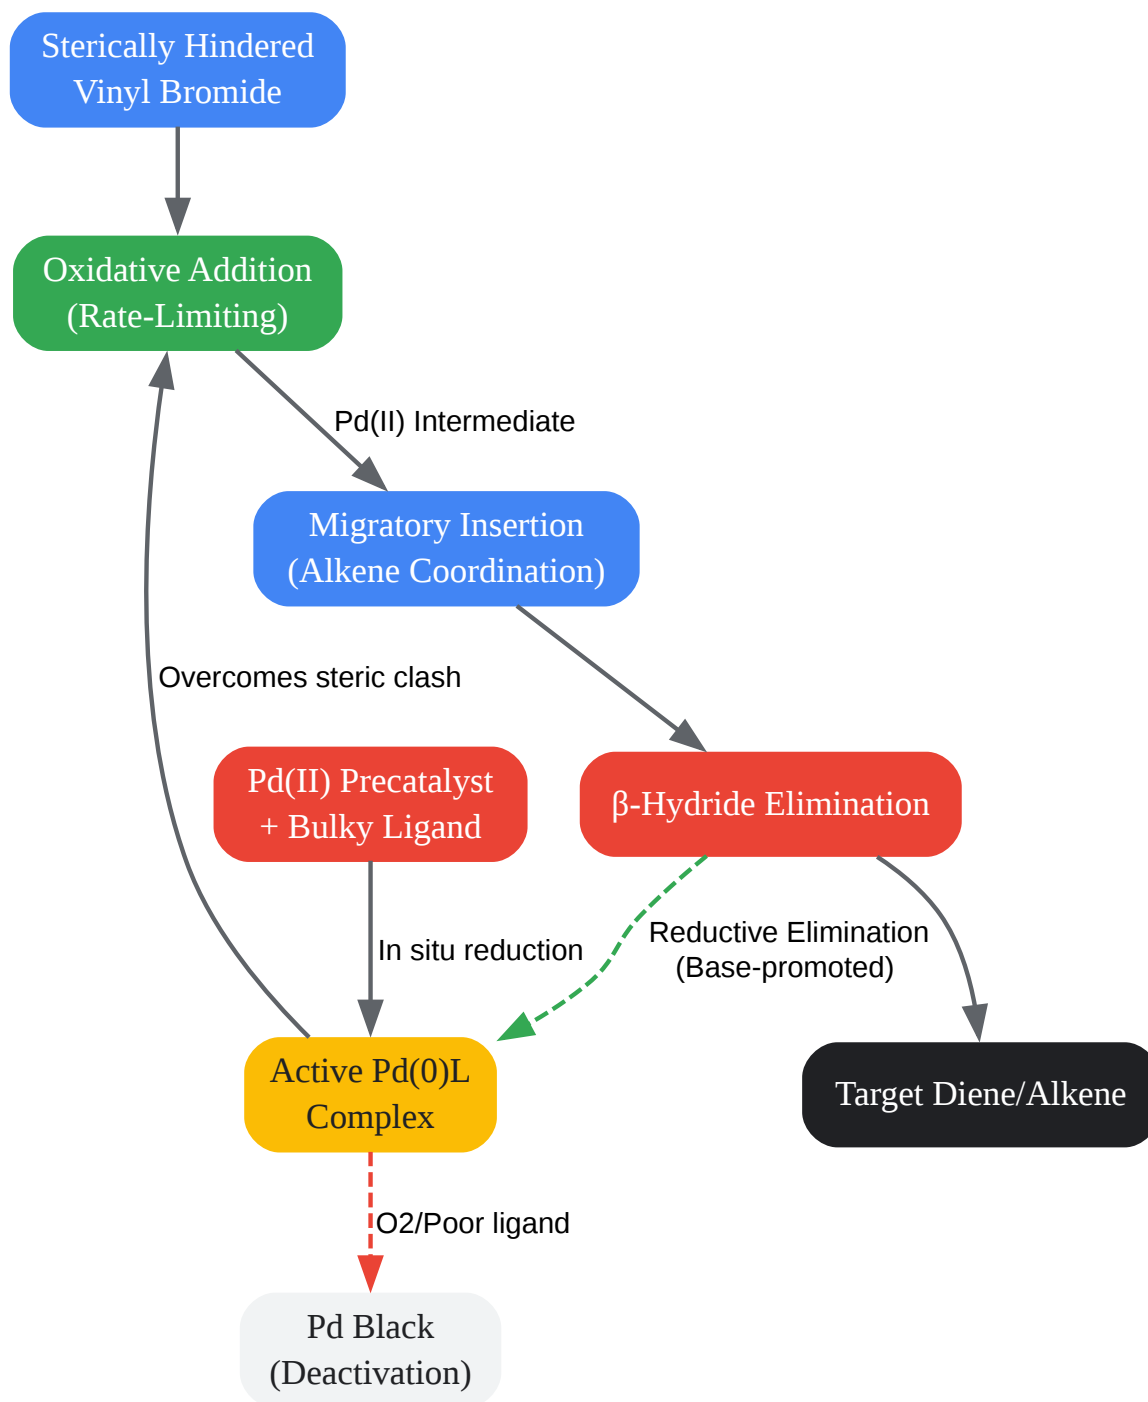 Sterically Hindered
Vinyl Bromide
Oxidative Addition
(Rate-Limiting)
Pd(II) Intermediate
Migratory Insertion
(Alkene Coordination)
Overcomes steric clash
Pd(II) Precatalyst
+ Bulky Ligand
β-Hydride Elimination
In situ reduction
Reductive Elimination
(Base-promoted)
Active Pd(0)L
Complex
Target Diene/Alkene
O2/Poor ligand
Pd Black
(Deactivation)